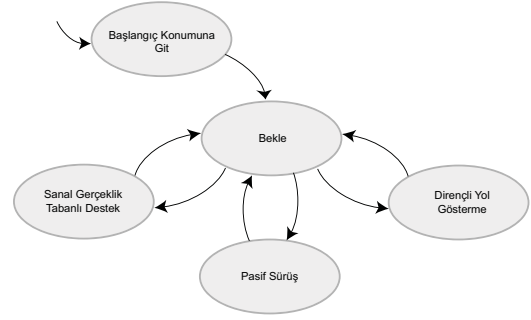 Başlangıç Konumuna
Git
Bekle
Sanal Gerçeklik
Tabanlı Destek
Dirençli Yol
Gösterme
Pasif Sürüş